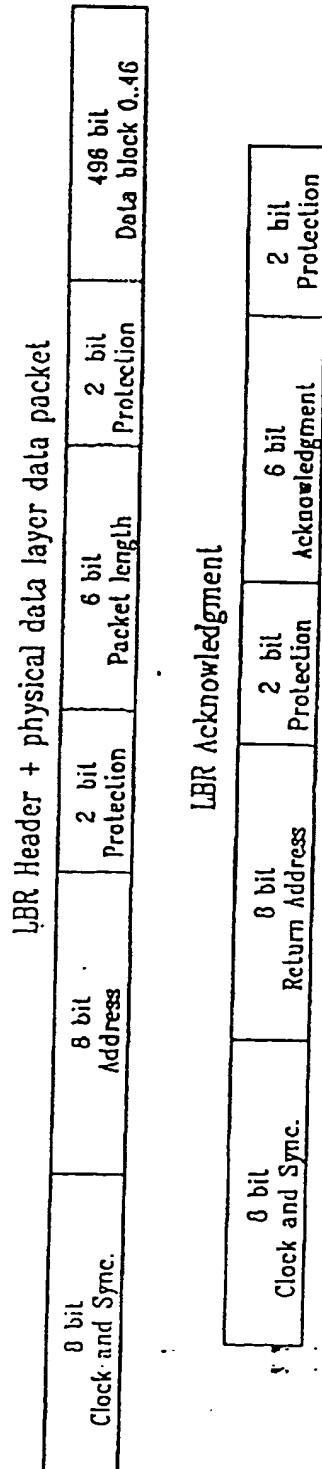 LBR Header + physical data layer data packet
8 bit
Clock and Sync.
8 bit
Address
2 bit
Protection
6 bit
Packet length
2 bit
Protection
496 bit
Data block 0..46
LBR Acknowledgment
8 bit
Clock and Sync.
8 bit
Return Address
2 bit
Protection
6 bit
Acknowledgment
2 bit
Protection